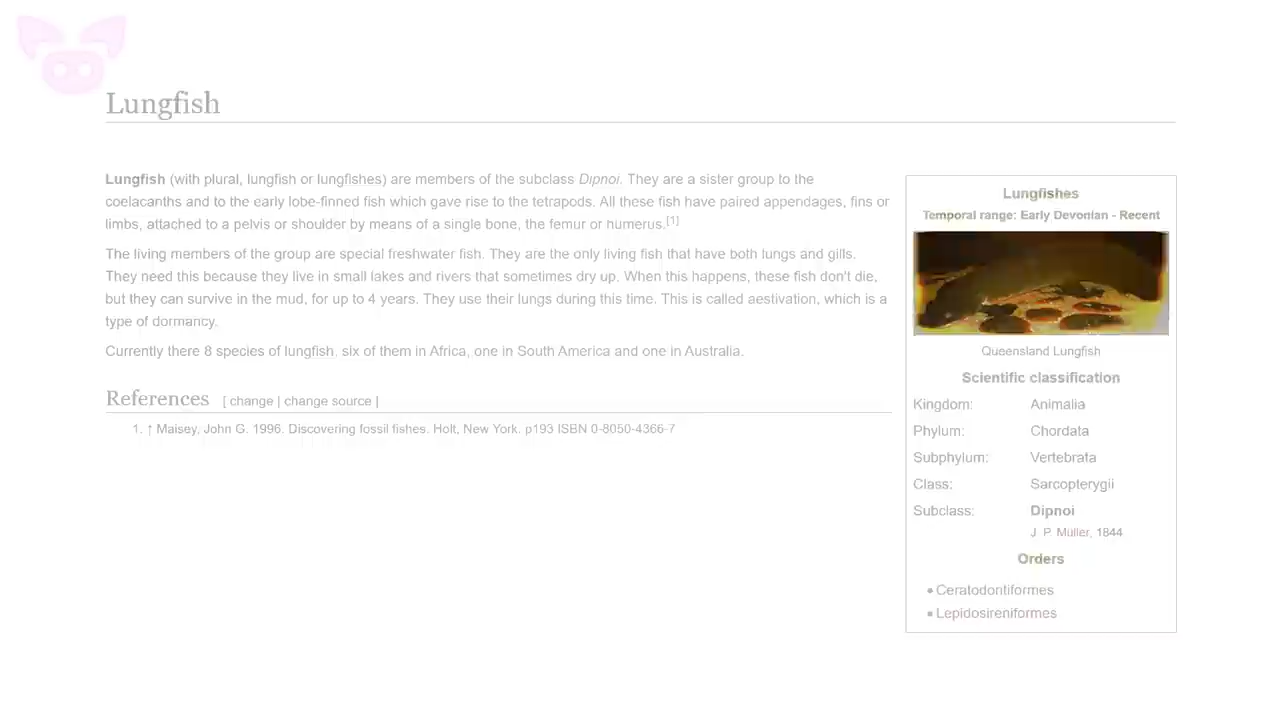 Lungfish
Lungfish (with plural, lungfish or lungfishes) are members of the subclass Dipnoi. They are a sister group to the
coelacanths and to the early lobe-finned fish which gave rise to the tetrapods. All these fish have paired appendages, fins or
limbs, attached to a pelvis or shoulder by means of a single bone, the femur or humerus.[1]
The living members of the group are special freshwater fish. They are the only living fish that have both lungs and gills.
They need this because they live in small lakes and rivers that sometimes dry up. When this happens, these fish don't die,
but they can survive in the mud, for up to 4 years. They use their lungs during this time. This is called aestivation, which is a
type of dormancy.
Currently there 8 species of lungfish, six of them in Africa, one in South America and one in Australia.
References [ change | change source ]
1. ↑ Maisey, John G. 1996. Discovering fossil fishes. Holt, New York. p193 ISBN 0-8050-4366-7
Lungfishes
Temporal range: Early Devonian - Recent
Queensland Lungfish
Scientific classification
Kingdom: Animalia
Phylum: Chordata
Subphylum: Vertebrata
Class: Sarcopterygii
Subclass: Dipnoi
J. P. Müller, 1844
Orders
• Ceratodontiformes
• Lepidosireniformes